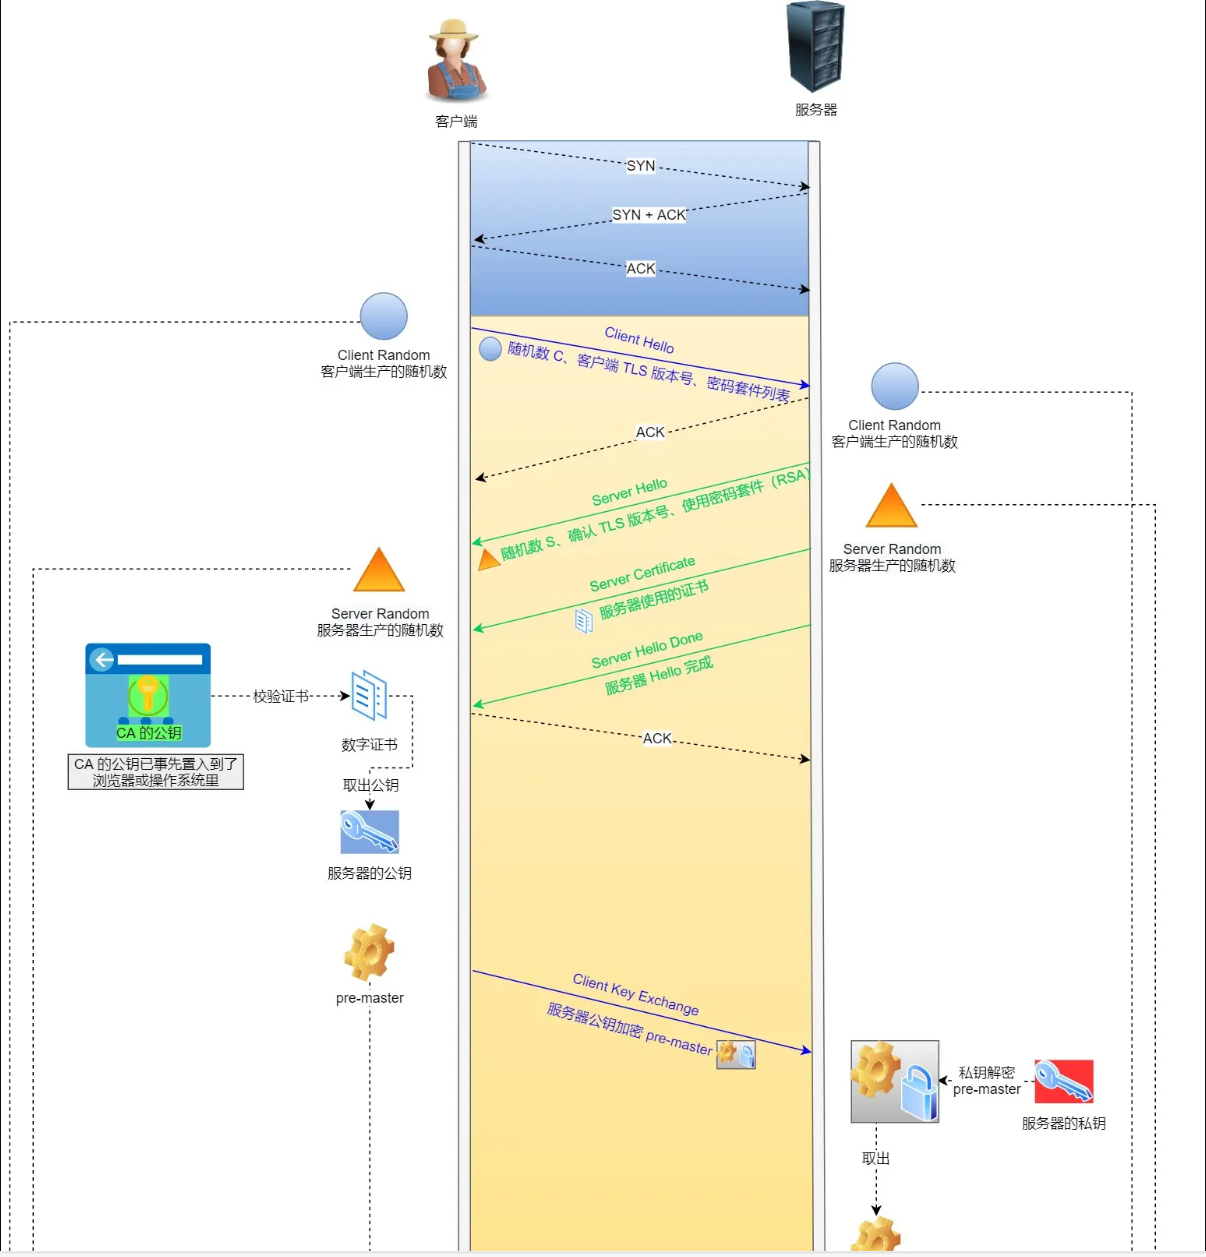 客户端
服务器
SYN
SYN + ACK
ACK
Client Random
客户端生产的随机数
Client Hello
随机数 C、客户端 TLS 版本号、密码套件列表
Client Random
客户端生产的随机数
ACK
Server Hello
随机数 S、确认 TLS 版本号、使用密码套件（RSA）
Server Random
服务器生产的随机数
Server Certificate
服务器使用的证书
Server Random
服务器生产的随机数
Server Hello Done
服务器 Hello 完成
校验证书
CA 的公钥
数字证书
ACK
CA 的公钥已事先置入到了
浏览器或操作系统里
取出公钥
服务器的公钥
pre-master
Client Key Exchange
服务器公钥加密 pre-master
私钥解密
pre-master
服务器的私钥
取出